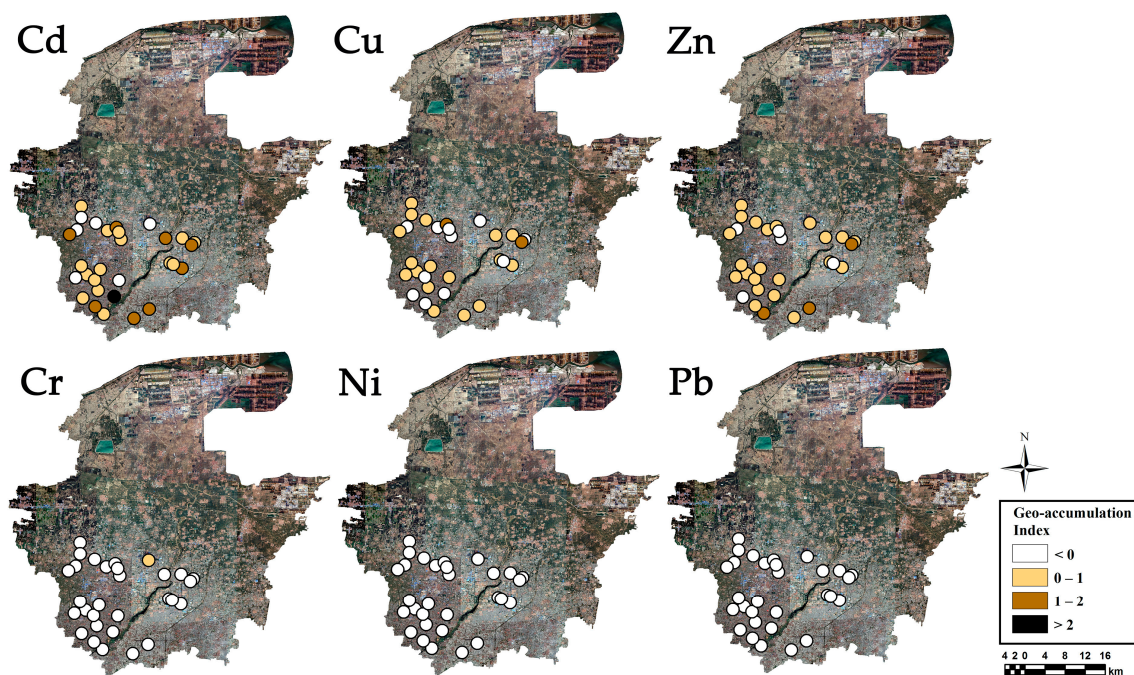 Cd
Cu
Zn
Cr
Ni
Pb
N
Geo-accumulation
Index
< 0
0 – 1
1 – 2
> 2
4 2 0 4 8 12 16
km